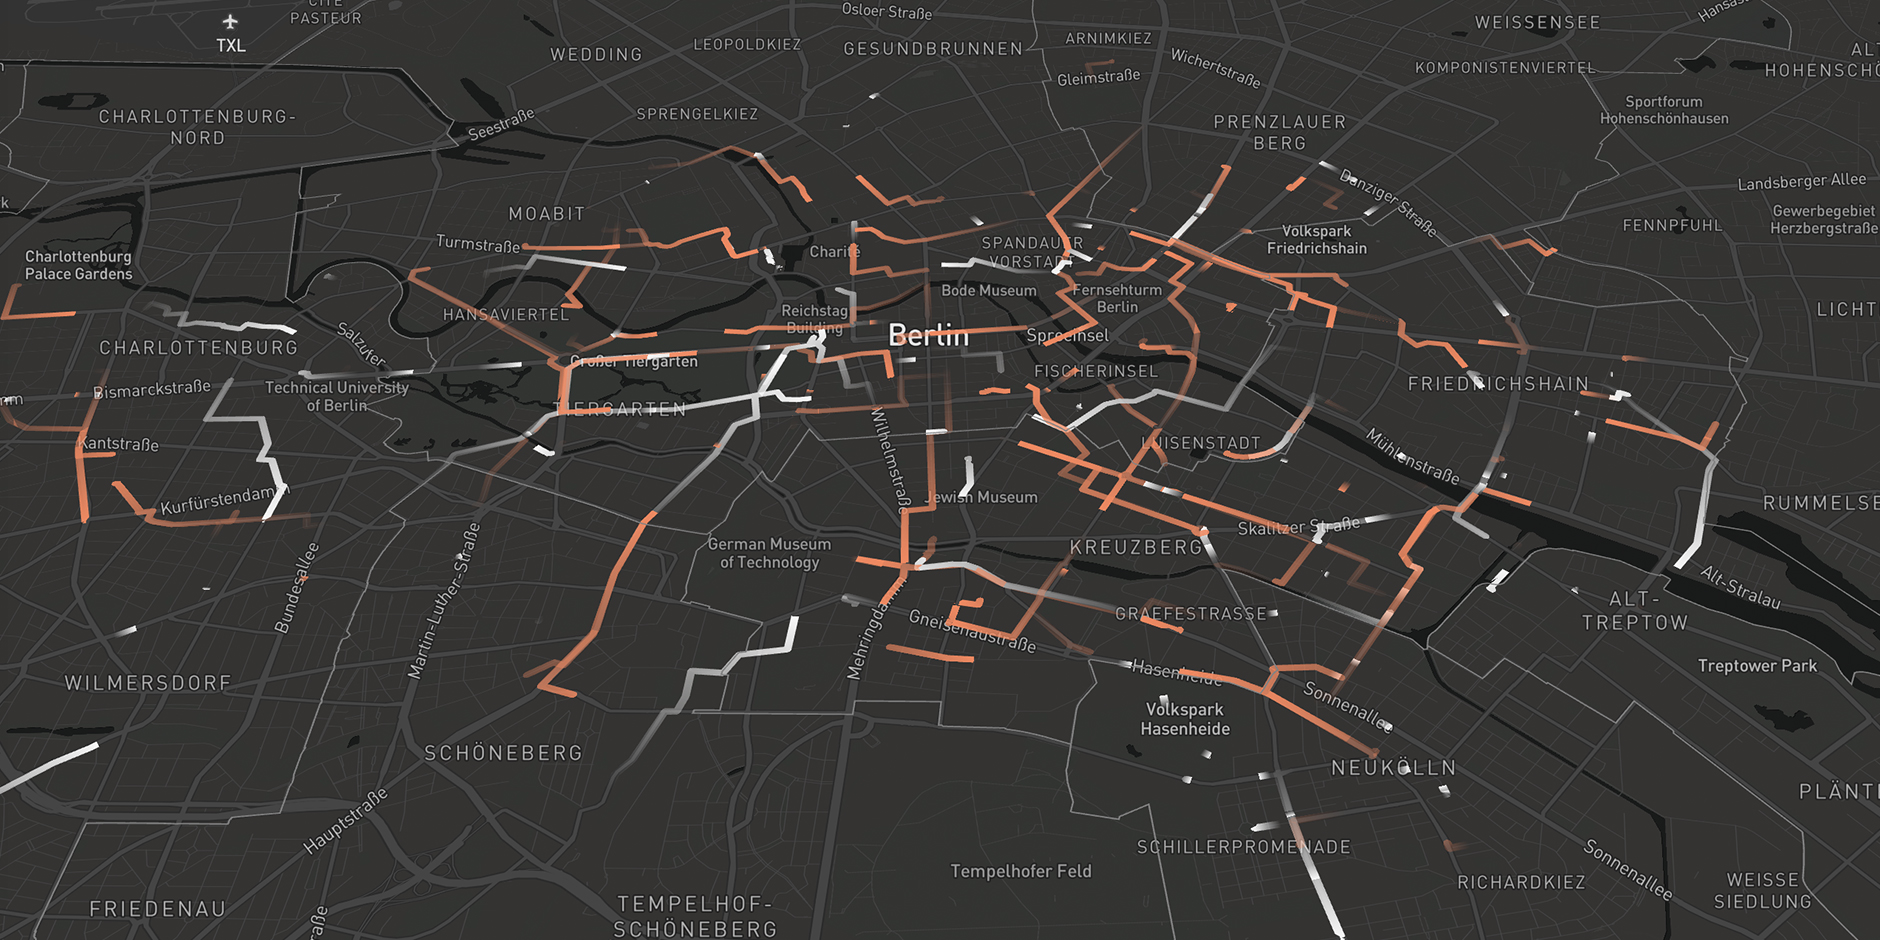 CITÉ
PASTEUR
TXL
Osloer Straße
WEISSENSEE
WEDDING
LEOPOLDKIEZ
GESUNDBRUNNEN
ARNIMKIEZ
Wichertstraße
Gleimstraße
KOMPONISTENVIERTEL
CHARLOTTENBURG-
NORD
Seestraße
SPRENGELKIEZ
PRENZLAUER
BERG
Sportforum
Hohenschönhausen
Danziger Straße
Landsberger Allee
MOABIT
Turmstraße
Charité
SPANDAUER
VORSTADT
Volkspark
Friedrichshain
FENNPFUHL
Gewerbegebiet
Herzbergstraße
Charlottenburg
Palace Gardens
Bode Museum
Fernsehturm
Berlin
HANSAVIERTEL
Reichstag
Building
Berlin
Spreeinsel
CHARLOTTENBURG
Salzufer
Großer Tiergarten
FISCHERINSEL
FRIEDRICHSHAIN
Bismarckstraße
Technical University
of Berlin
TIERGARTEN
Kantstraße
Wilhelmstraße
LUISENSTADT
Mühlenstraße
Kurfürstendamm
Jewish Museum
Skalitzer Straße
German Museum
of Technology
KREUZBERG
Bundesallee
Martin-Luther-Straße
Mehringdamm
Gneisenaustraße
GRAEFESTRASSE
Alt-Stralau
ALT-
TREPTOW
WILMERSDORF
Hasenheide
Sonnenallee
Treptower Park
Volkspark
Hasenheide
SCHÖNEBERG
NEUKÖLLN
Hauptstraße
SCHILLERPROMENADE
Tempelhofer Feld
Sonnenallee
RICHARDKIEZ
WEISSE
SIEDLUNG
FRIEDENAU
TEMPELHOF-
SCHÖNEBERG